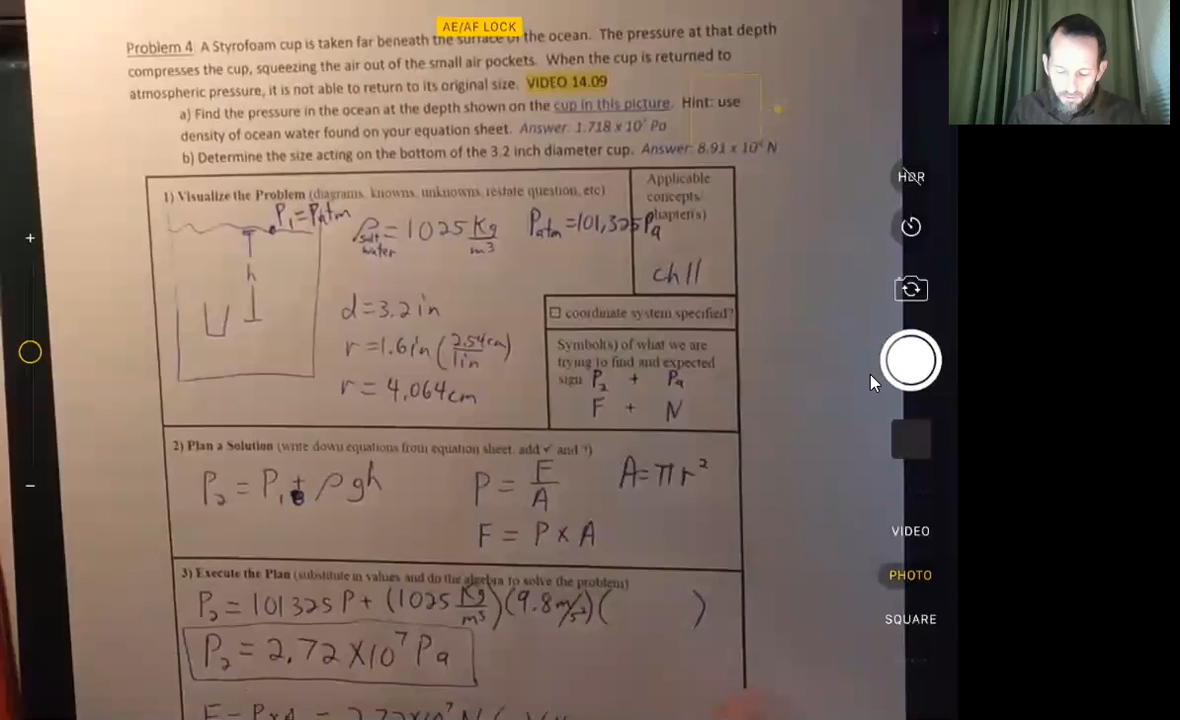 AE/AF LOCK
Problem 4. A Styrofoam cup is taken far beneath the surface of the ocean. The pressure at that depth
compresses the cup, squeezing the air out of the small air pockets. When the cup is returned to
atmospheric pressure, it is not able to return to its original size. VIDEO 14.09
a) Find the pressure in the ocean at the depth shown on the cup in this picture. Hint: use
density of ocean water found on your equation sheet. Answer: 1.718 x 10⁷ Pa
b) Determine the size acting on the bottom of the 3.2 inch diameter cup. Answer: 8.91 x 10⁴ N
1) Visualize the Problem (diagrams, knowns, unknowns, restate question, etc)
Applicable
concepts
chapter(s)
ch 11
P₁=Patm
h
ρ salt water = 1025 Kg/m³
Patm=101,325 Pa
d=3.2 in
r=1.6in (2.54cm/1in)
r = 4.064cm
☐ coordinate system specified?
Symbol(s) of what we are
trying to find and expected
sign P₂ + Pa
F + N
2) Plan a Solution (write down equations from equation sheet, add ✓ and ?)
P₂ = P₁ + ρgh
P = F/A
A=πr²
F = P x A
3) Execute the Plan (substitute in values and do the algebra to solve the problem)
P₂ = 101325 P + (1025 Kg/m³)(9.8 m/s²)( )
P₂ = 2.72 x10⁷ Pa
HDR
VIDEO
PHOTO
SQUARE